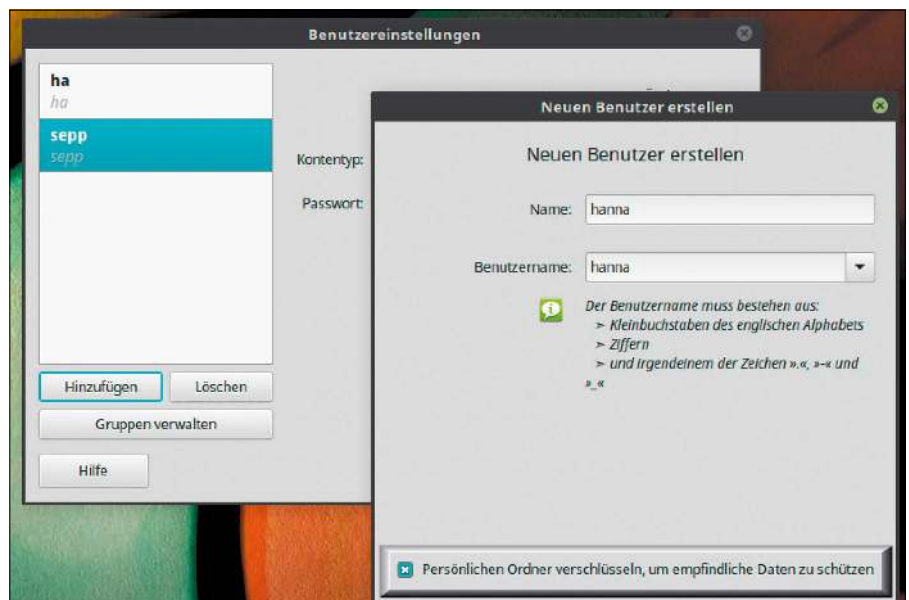 Benutzereinstellungen
ha
ha
sepp
sepp
Kontentyp:
Passwort:
Hinzufügen
Löschen
Gruppen verwalten
Hilfe
Neuen Benutzer erstellen
Neuen Benutzer erstellen
Name:
hanna
Benutzername:
hanna
Der Benutzername muss bestehen aus:
➣ Kleinbuchstaben des englischen Alphabets
➣ Ziffern
➣ und irgendeinem der Zeichen ».«, »-« und
»_«
Persönlichen Ordner verschlüsseln, um empfindliche Daten zu schützen